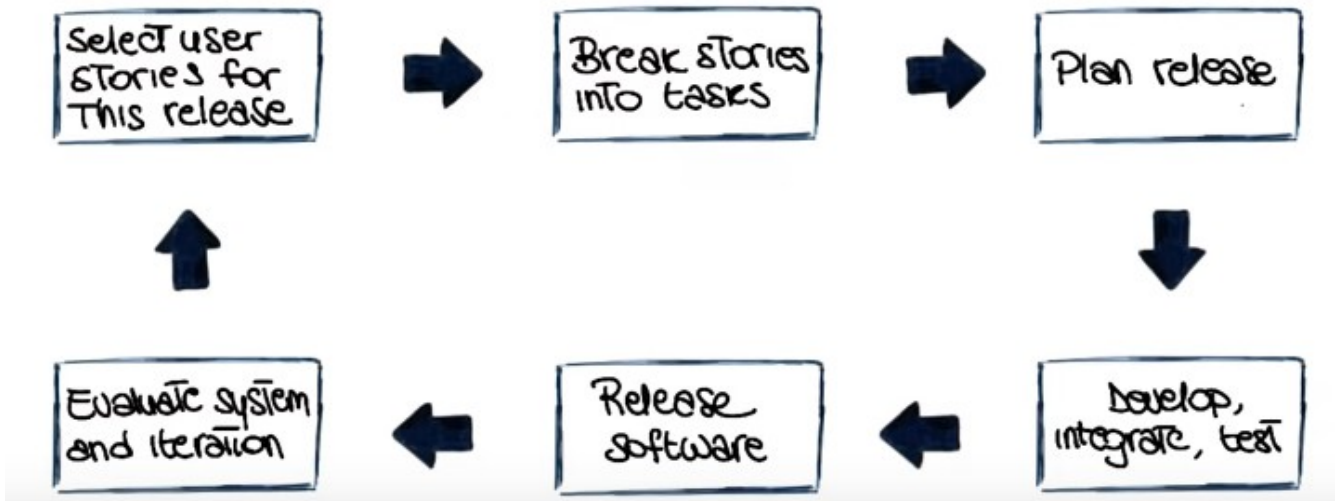 Select user
stories for
This release
Break stories
into tasks
Plan release
Develop,
integrate, test
Release
software
Evaluate system
and iteration